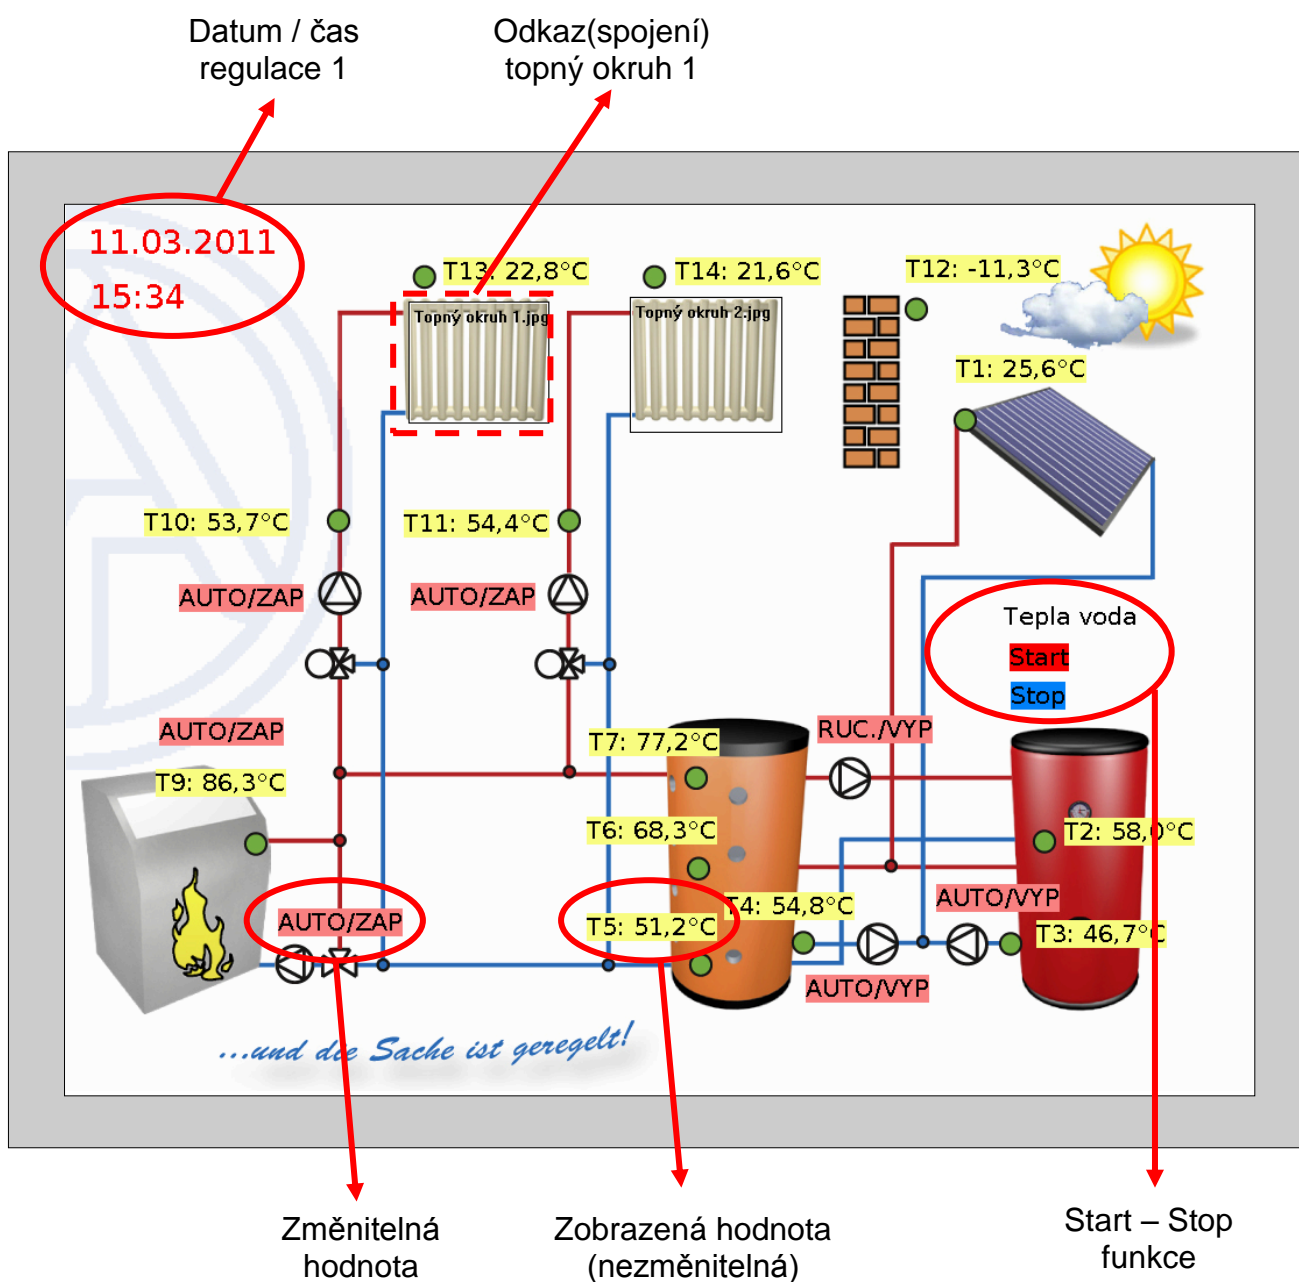 Datum / čas
regulace 1
Odkaz(spojení)
topný okruh 1
11.03.2011
15:34
T13: 22,8°C
T14: 21,6°C
T12: -11,3°C
Topný okruh 1.jpg
Topný okruh 2.jpg
T1: 25,6°C
T10: 53,7°C
T11: 54,4°C
AUTO/ZAP
AUTO/ZAP
Tepla voda
Start
Stop
AUTO/ZAP
T7: 77,2°C
RUC./VYP
T9: 86,3°C
T6: 68,3°C
T2: 58,0°C
AUTO/ZAP
T5: 51,2°C
T4: 54,8°C
AUTO/VYP
T3: 46,7°C
AUTO/VYP
...und die Sache ist geregelt!
Změnitelná
hodnota
Zobrazená hodnota
(nezměnitelná)
Start – Stop
funkce